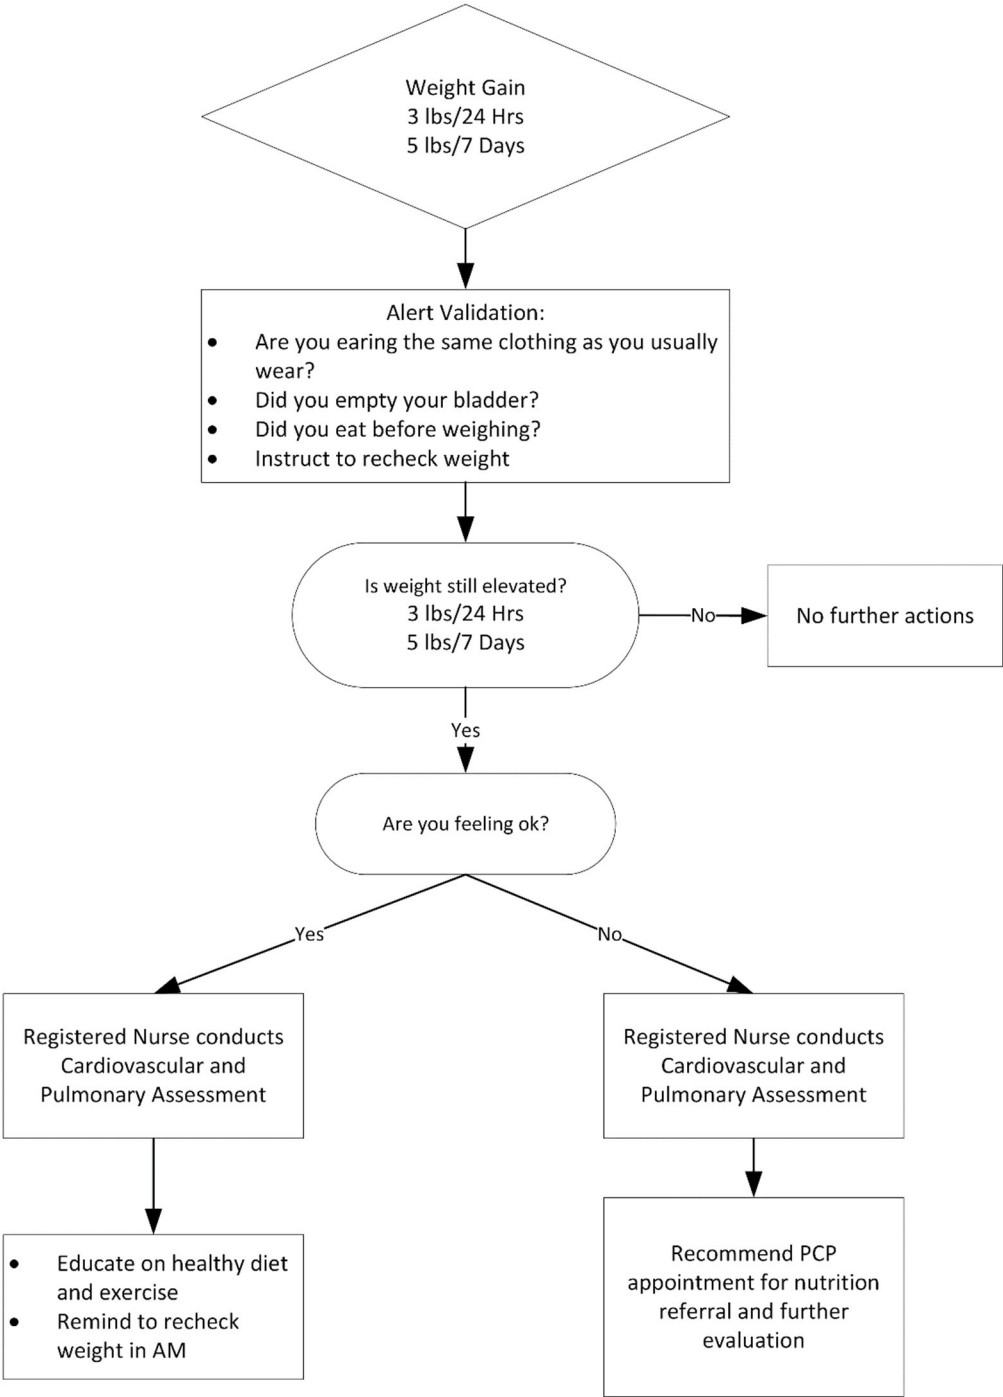 Weight Gain
3 lbs/24 Hrs
5 lbs/7 Days
Alert Validation:
• Are you earing the same clothing as you usually
wear?
• Did you empty your bladder?
• Did you eat before weighing?
• Instruct to recheck weight
Is weight still elevated?
3 lbs/24 Hrs
5 lbs/7 Days
No
No further actions
Yes
Are you feeling ok?
Yes
No
Registered Nurse conducts
Cardiovascular and
Pulmonary Assessment
Registered Nurse conducts
Cardiovascular and
Pulmonary Assessment
• Educate on healthy diet
and exercise
• Remind to recheck
weight in AM
Recommend PCP
appointment for nutrition
referral and further
evaluation